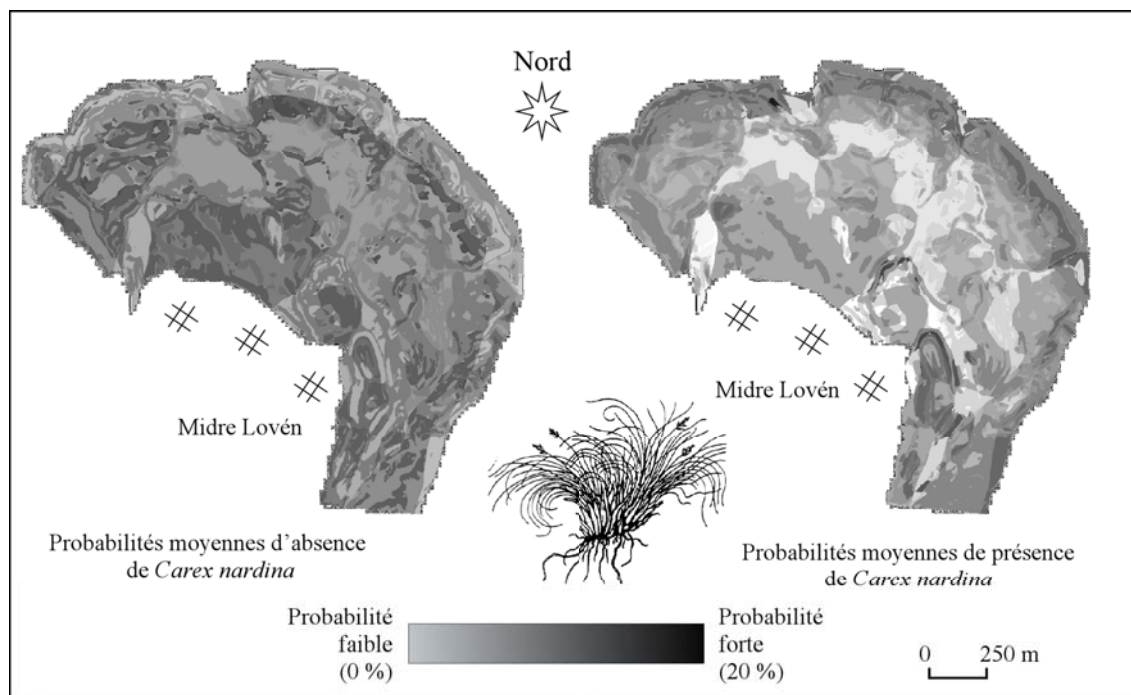 Nord
Midre Lovén
Midre Lovén
Probabilités moyennes d'absence
de Carex nardina
Probabilités moyennes de présence
de Carex nardina
Probabilité
faible
(0 %)
Probabilité
forte
(20 %)
0 250 m